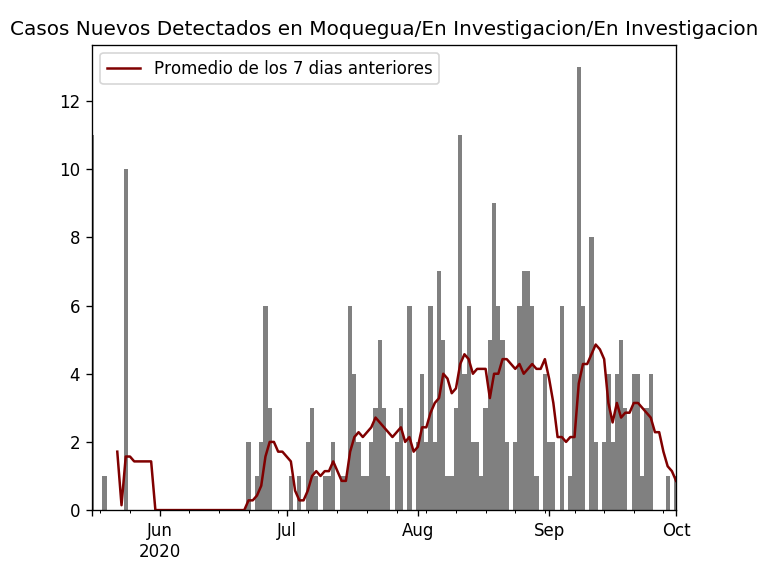 Casos Nuevos Detectados en Moquegua/En Investigacion/En Investigacion
Promedio de los 7 dias anteriores
12
10
8
6
4
2
0
Jun Jul Aug Sep Oct
2020